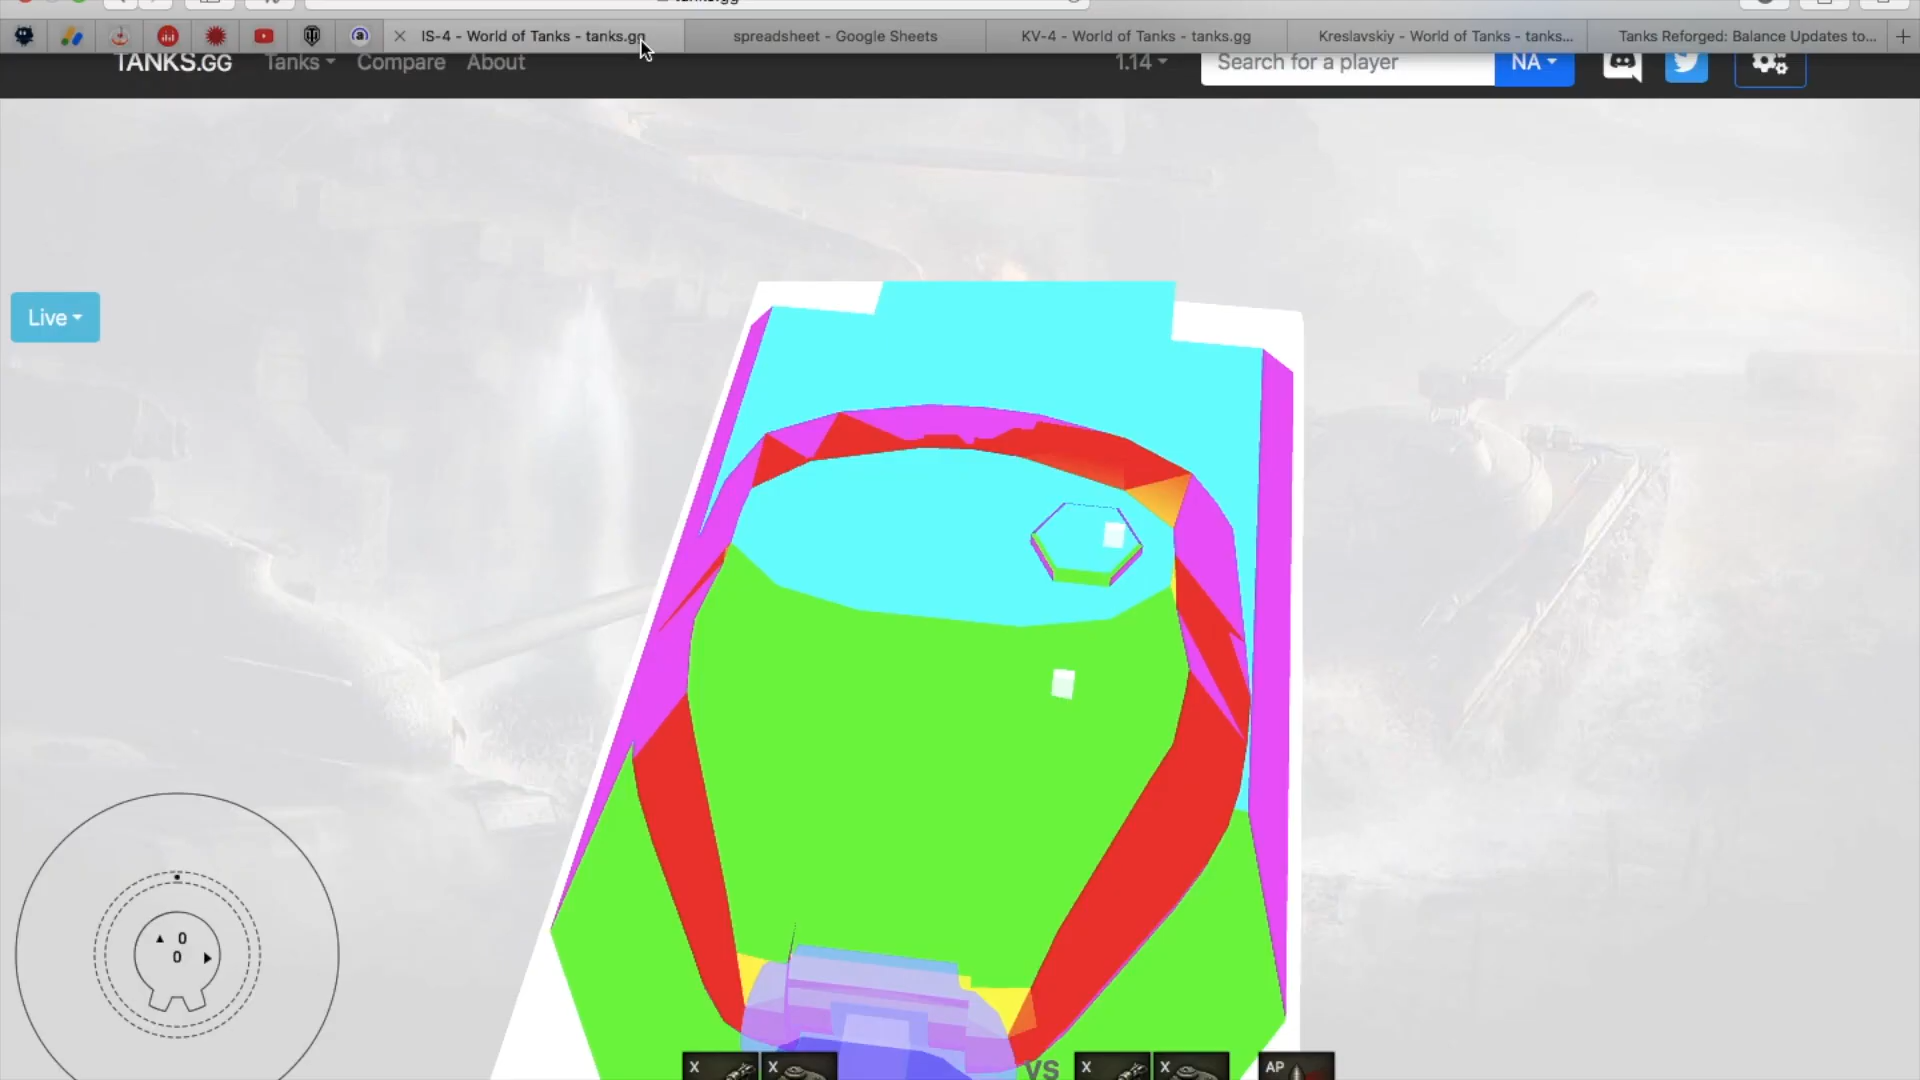 IS-4 - World of Tanks - tanks.gg
spreadsheet - Google Sheets
KV-4 - World of Tanks - tanks.gg
Kreslavskiy - World of Tanks - tanks...
Tanks Reforged: Balance Updates to...
TANKS.GG
Tanks
Compare
About
1.14
Search for a player
NA
Live
0
0
X
X
VS
X
X
AP